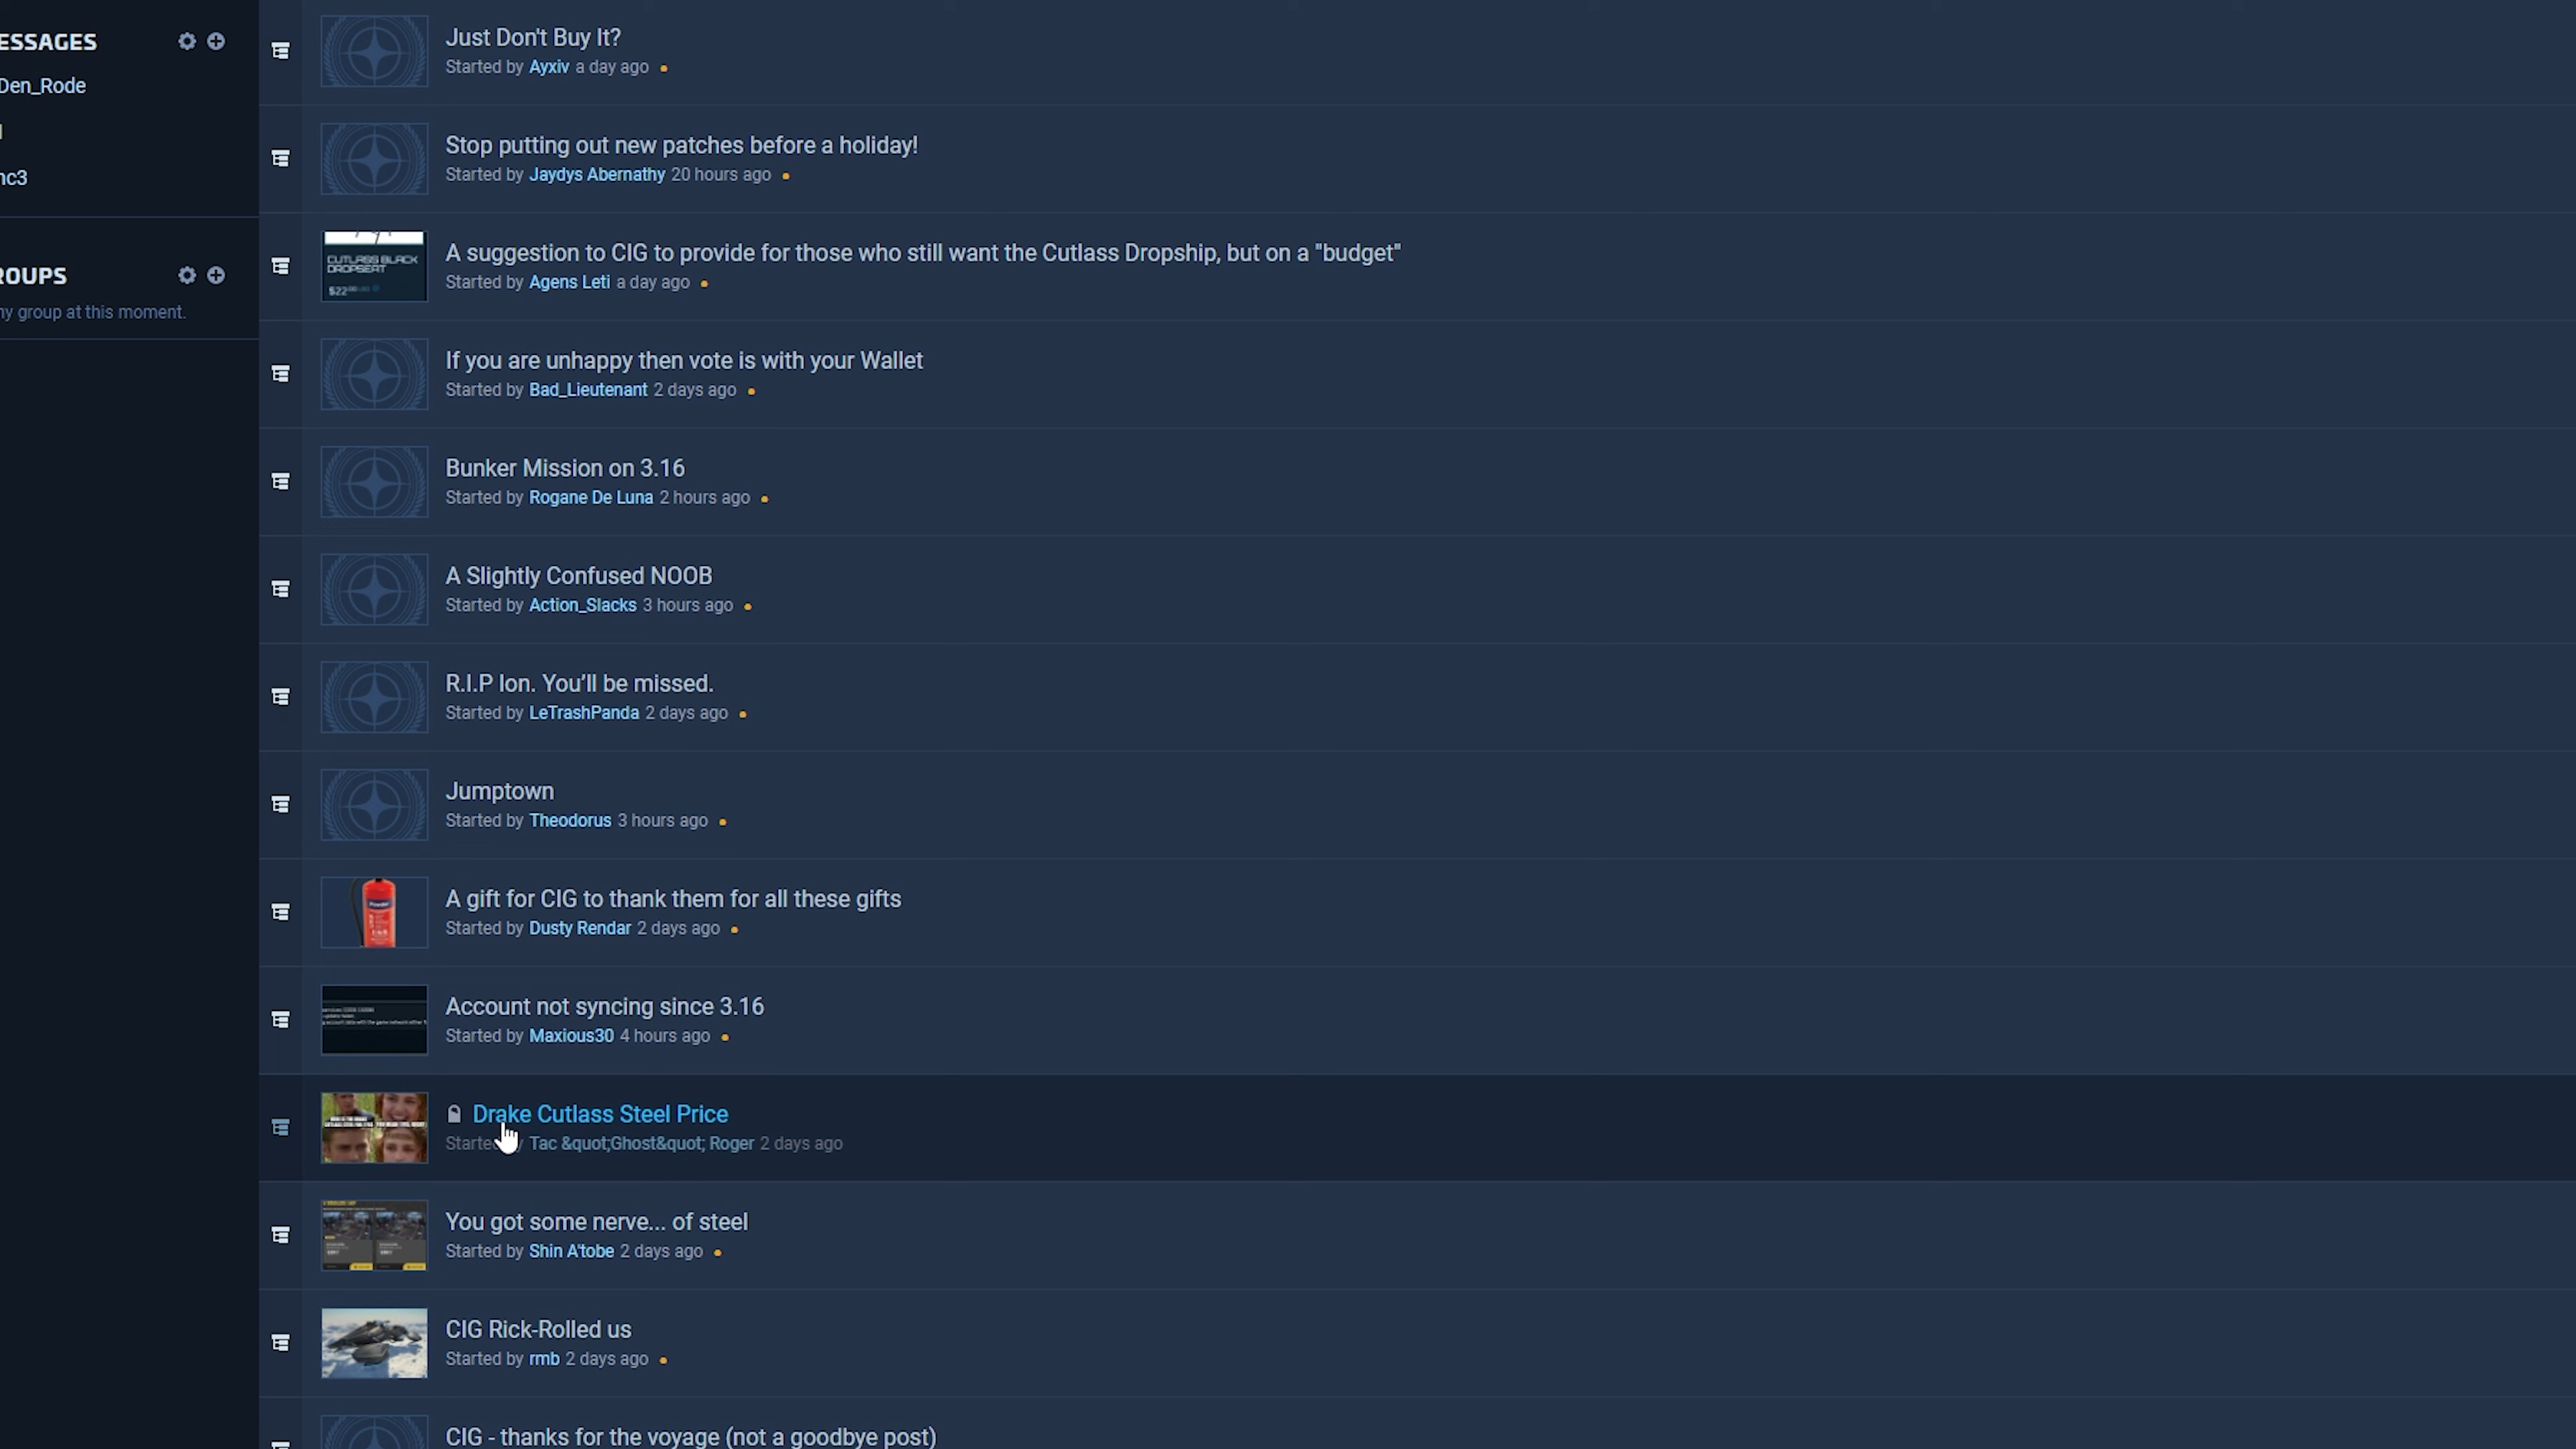 ESSAGES
Den_Rode
nc3
ROUPS
ny group at this moment.
Just Don't Buy It?
Started by Ayxiv a day ago
Stop putting out new patches before a holiday!
Started by Jaydys Abernathy 20 hours ago
CUTLASS BLACK
DROPSEAT
$22
A suggestion to CIG to provide for those who still want the Cutlass Dropship, but on a "budget"
Started by Agens Leti a day ago
If you are unhappy then vote is with your Wallet
Started by Bad_Lieutenant 2 days ago
Bunker Mission on 3.16
Started by Rogane De Luna 2 hours ago
A Slightly Confused NOOB
Started by Action_Slacks 3 hours ago
R.I.P Ion. You’ll be missed.
Started by LeTrashPanda 2 days ago
Jumptown
Started by Theodorus 3 hours ago
Powder
A gift for CIG to thank them for all these gifts
Started by Dusty Rendar 2 days ago
Account not syncing since 3.16
Started by Maxious30 4 hours ago
Drake Cutlass Steel Price
Tac &quot;Ghost&quot; Roger 2 days ago
You got some nerve... of steel
Started by Shin A'tobe 2 days ago
CIG Rick-Rolled us
Started by rmb 2 days ago
CIG - thanks for the voyage (not a goodbye post)